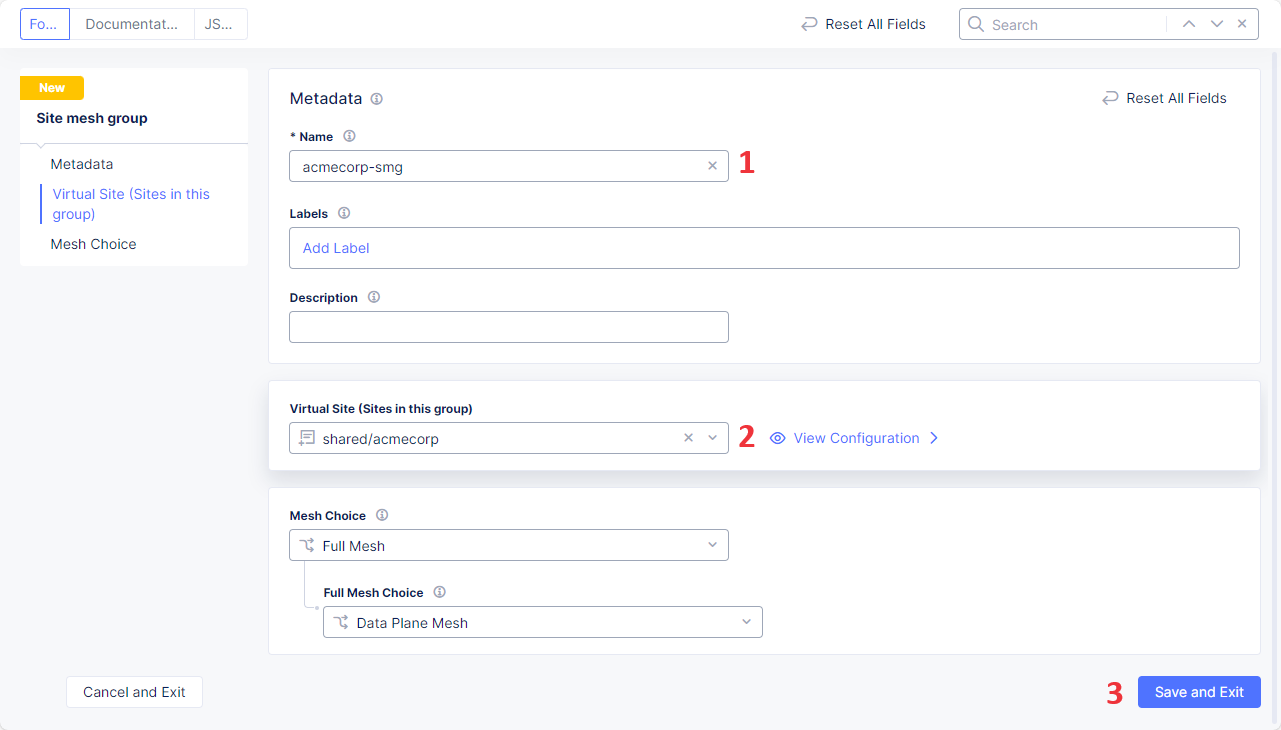 Fo...
Documentat...
JS...
Reset All Fields
Search
New
Site mesh group
Metadata
Virtual Site (Sites in this
group)
Mesh Choice
Metadata
Reset All Fields
* Name
acmecorp-smg
1
Labels
Add Label
Description
Virtual Site (Sites in this group)
shared/acmecorp
2
View Configuration
Mesh Choice
Full Mesh
Full Mesh Choice
Data Plane Mesh
Cancel and Exit
3
Save and Exit